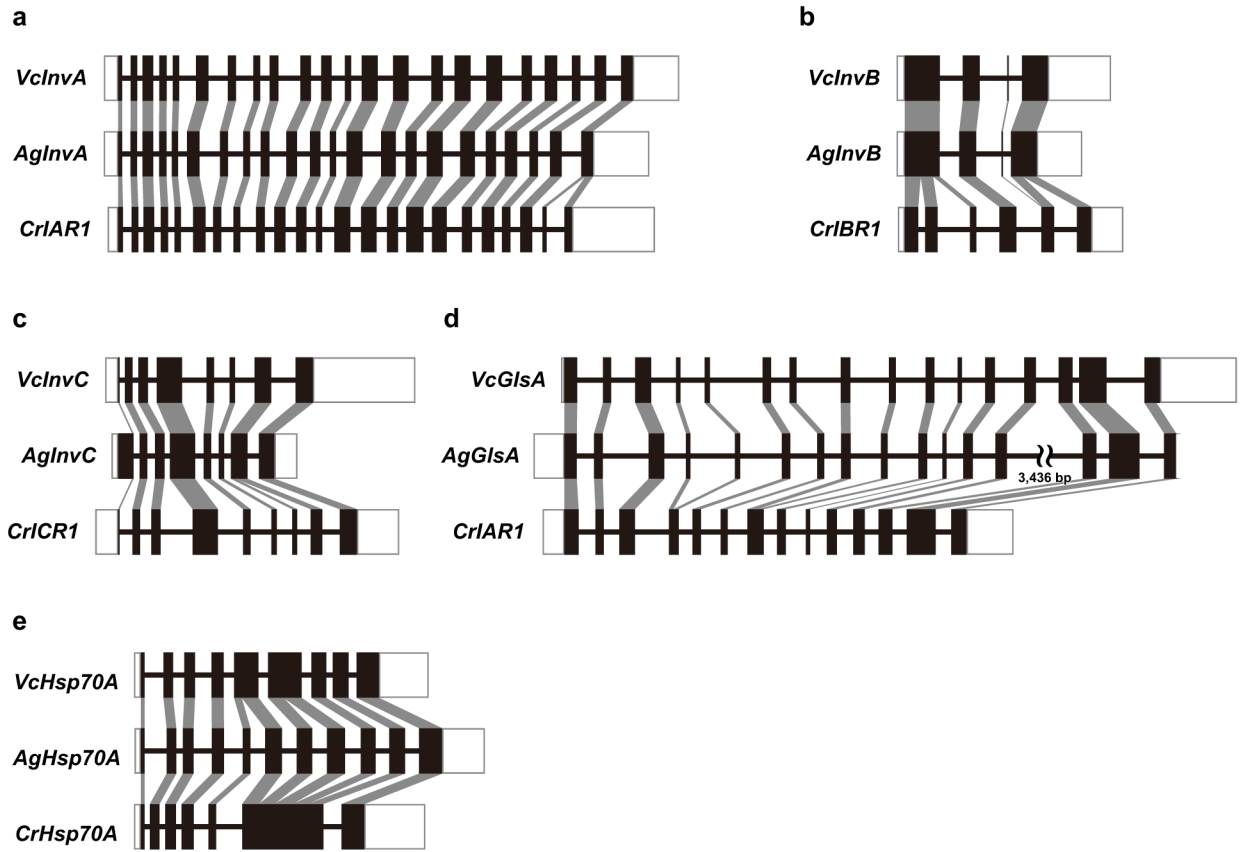 a
VcInvA
AgInvA
CrIAR1
b
VcInvB
AgInvB
CrIBR1
c
VcInvC
AgInvC
CrICR1
d
VcGlsA
AgGlsA
3,436 bp
CrIAR1
e
VcHsp70A
AgHsp70A
CrHsp70A